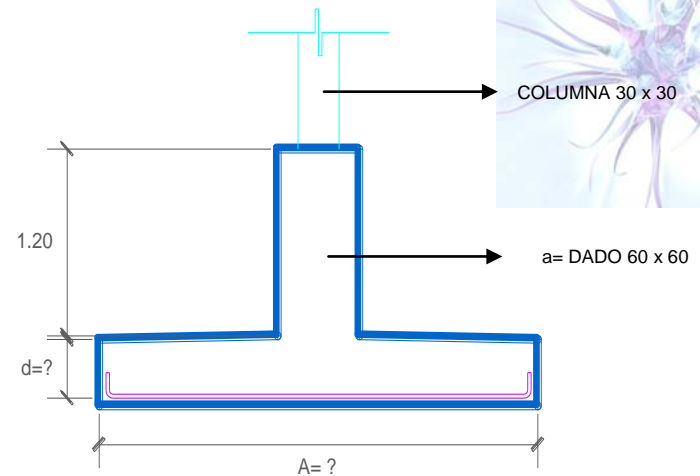 COLUMNA 30 x 30
1.20
a= DADO 60 x 60
d=?
A= ?